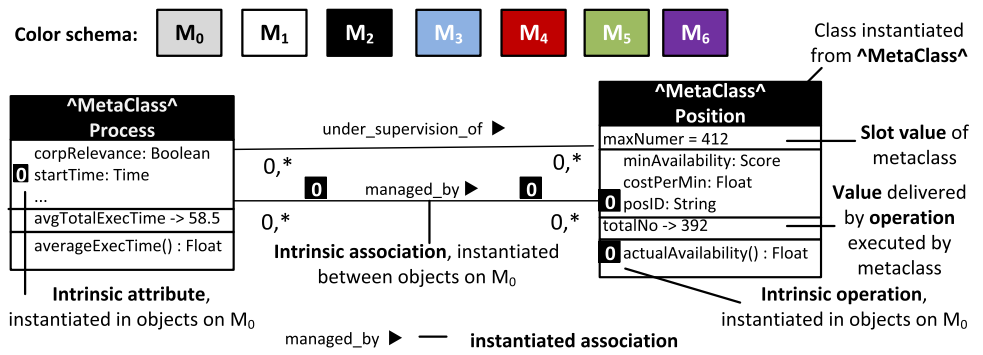 Color schema: M0 M1 M2 M3 M4 M5 M6
Class instantiated
from ^MetaClass^
^MetaClass^
Process
corpRelevance: Boolean
0 startTime: Time
...
avgTotalExecTime -> 58.5
averageExecTime() : Float
under_supervision_of ▶
0,* 0,*
0 managed_by ▶ 0
0,* 0,*
^MetaClass^
Position
maxNumer = 412
minAvailability: Score
costPerMin: Float
0 posID: String
totalNo -> 392
0 actualAvailability() : Float
Slot value of
metaclass
Value delivered
by operation
executed by
metaclass
Intrinsic association, instantiated
between objects on M0
Intrinsic attribute,
instantiated in objects on M0
Intrinsic operation,
instantiated in objects on M0
managed_by ▶ — instantiated association